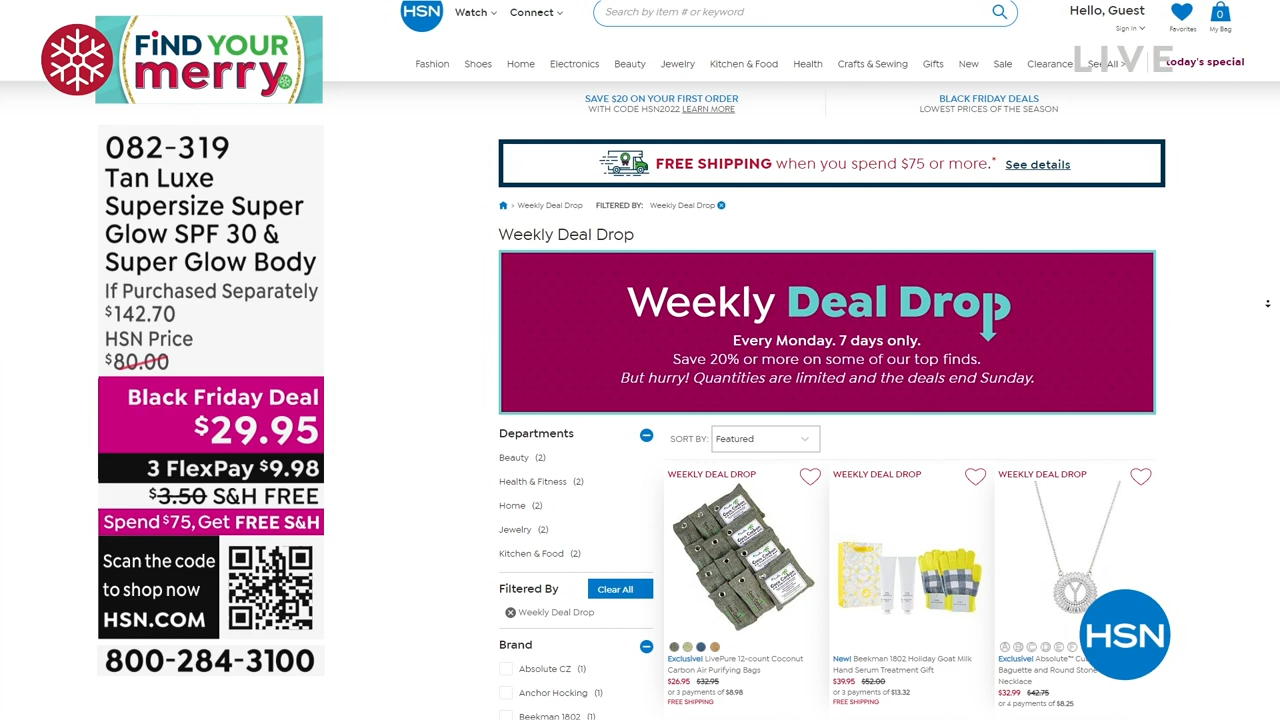 FiND YOUR
merry.
082-319
Tan Luxe
Supersize Super
Glow SPF 30 &
Super Glow Body
If Purchased Separately
$142.70
HSN Price
$80.00
Black Friday Deal
$29.95
3 FlexPay $9.98
$3.50 S&H FREE
Spend $75, Get FREE S&H
Scan the code
to shop now
HSN.COM
800-284-3100
HSN
Watch
Connect
Search by item # or keyword
Hello, Guest
Sign In
Favorites
0
My Bag
LIVE
Fashion Shoes Home Electronics Beauty Jewelry Kitchen & Food Health Crafts & Sewing Gifts New Sale Clearance See All > today's special
SAVE $20 ON YOUR FIRST ORDER
WITH CODE HSN2022 LEARN MORE
BLACK FRIDAY DEALS
LOWEST PRICES OF THE SEASON
FREE SHIPPING when you spend $75 or more.* See details
> Weekly Deal Drop FILTERED BY: Weekly Deal Drop
Weekly Deal Drop
Weekly Deal Drop
Every Monday. 7 days only.
Save 20% or more on some of our top finds.
But hurry! Quantities are limited and the deals end Sunday.
Departments
Beauty (2)
Health & Fitness (2)
Home (2)
Jewelry (2)
Kitchen & Food (2)
Filtered By
Clear All
Weekly Deal Drop
Brand
Absolute CZ (1)
Anchor Hocking (1)
Beekman 1802 (1)
SORT BY: Featured
WEEKLY DEAL DROP
Exclusive! LivePure 12-count Coconut
Carbon Air Purifying Bags
$26.95 $32.95
or 3 payments of $8.98
FREE SHIPPING
WEEKLY DEAL DROP
New! Beekman 1802 Holiday Goat Milk
Hand Serum Treatment Gift
$39.95 $52.00
or 3 payments of $13.32
FREE SHIPPING
WEEKLY DEAL DROP
Y
A B C D E F
Exclusive! Absolute™
Baguette and Round Stone
Necklace
$32.99 $42.75
or 4 payments of $8.25
HSN